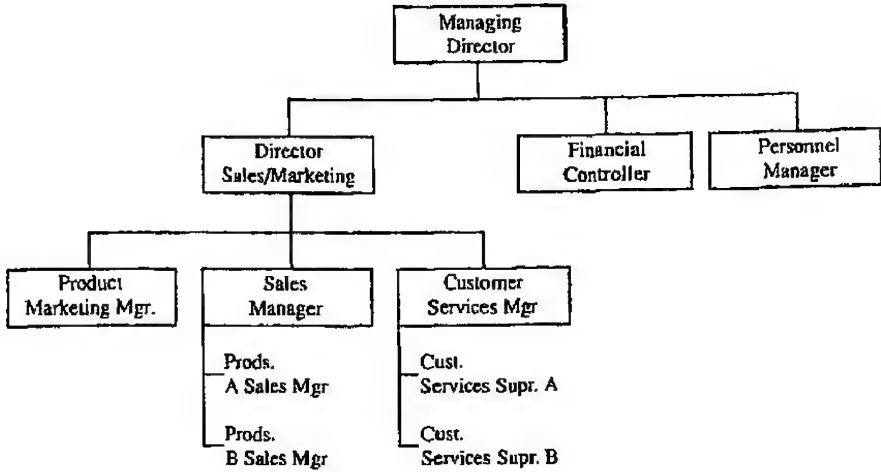 Managing
Director
Director
Sales/Marketing
Financial
Controller
Personnel
Manager
Product
Marketing Mgr.
Sales
Manager
Customer
Services Mgr
Prods.
A Sales Mgr
Prods.
B Sales Mgr
Cust.
Services Supr. A
Cust.
Services Supr. B